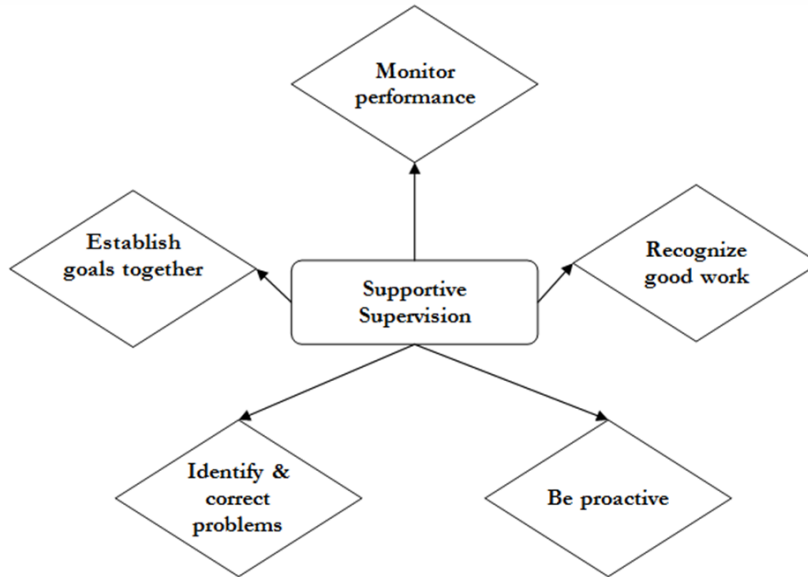 Monitor
performance
Establish
goals together
Recognize
good work
Supportive
Supervision
Identify &
correct
problems
Be proactive